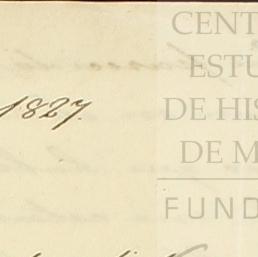 CENT
ESTU
1827.
DE HIS
DE M
FUND